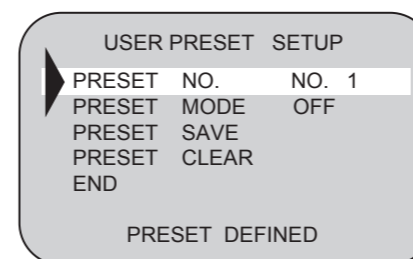 USER PRESET SETUP
PRESET NO. NO. 1
PRESET MODE OFF
PRESET SAVE
PRESET CLEAR
END
PRESET DEFINED